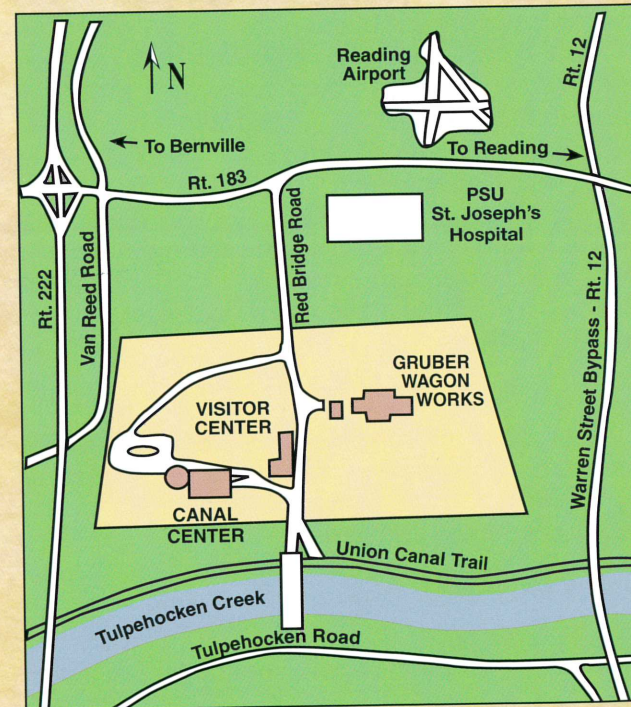 Rt. 12
Reading
Airport
N
To Bernville
To Reading
Rt. 183
PSU
St. Joseph's
Hospital
Red Bridge Road
Rt. 222
Van Reed Road
Warren Street Bypass - Rt. 12
GRUBER
WAGON
WORKS
VISITOR
CENTER
CANAL
CENTER
Union Canal Trail
Tulpehocken Creek
Tulpehocken Road